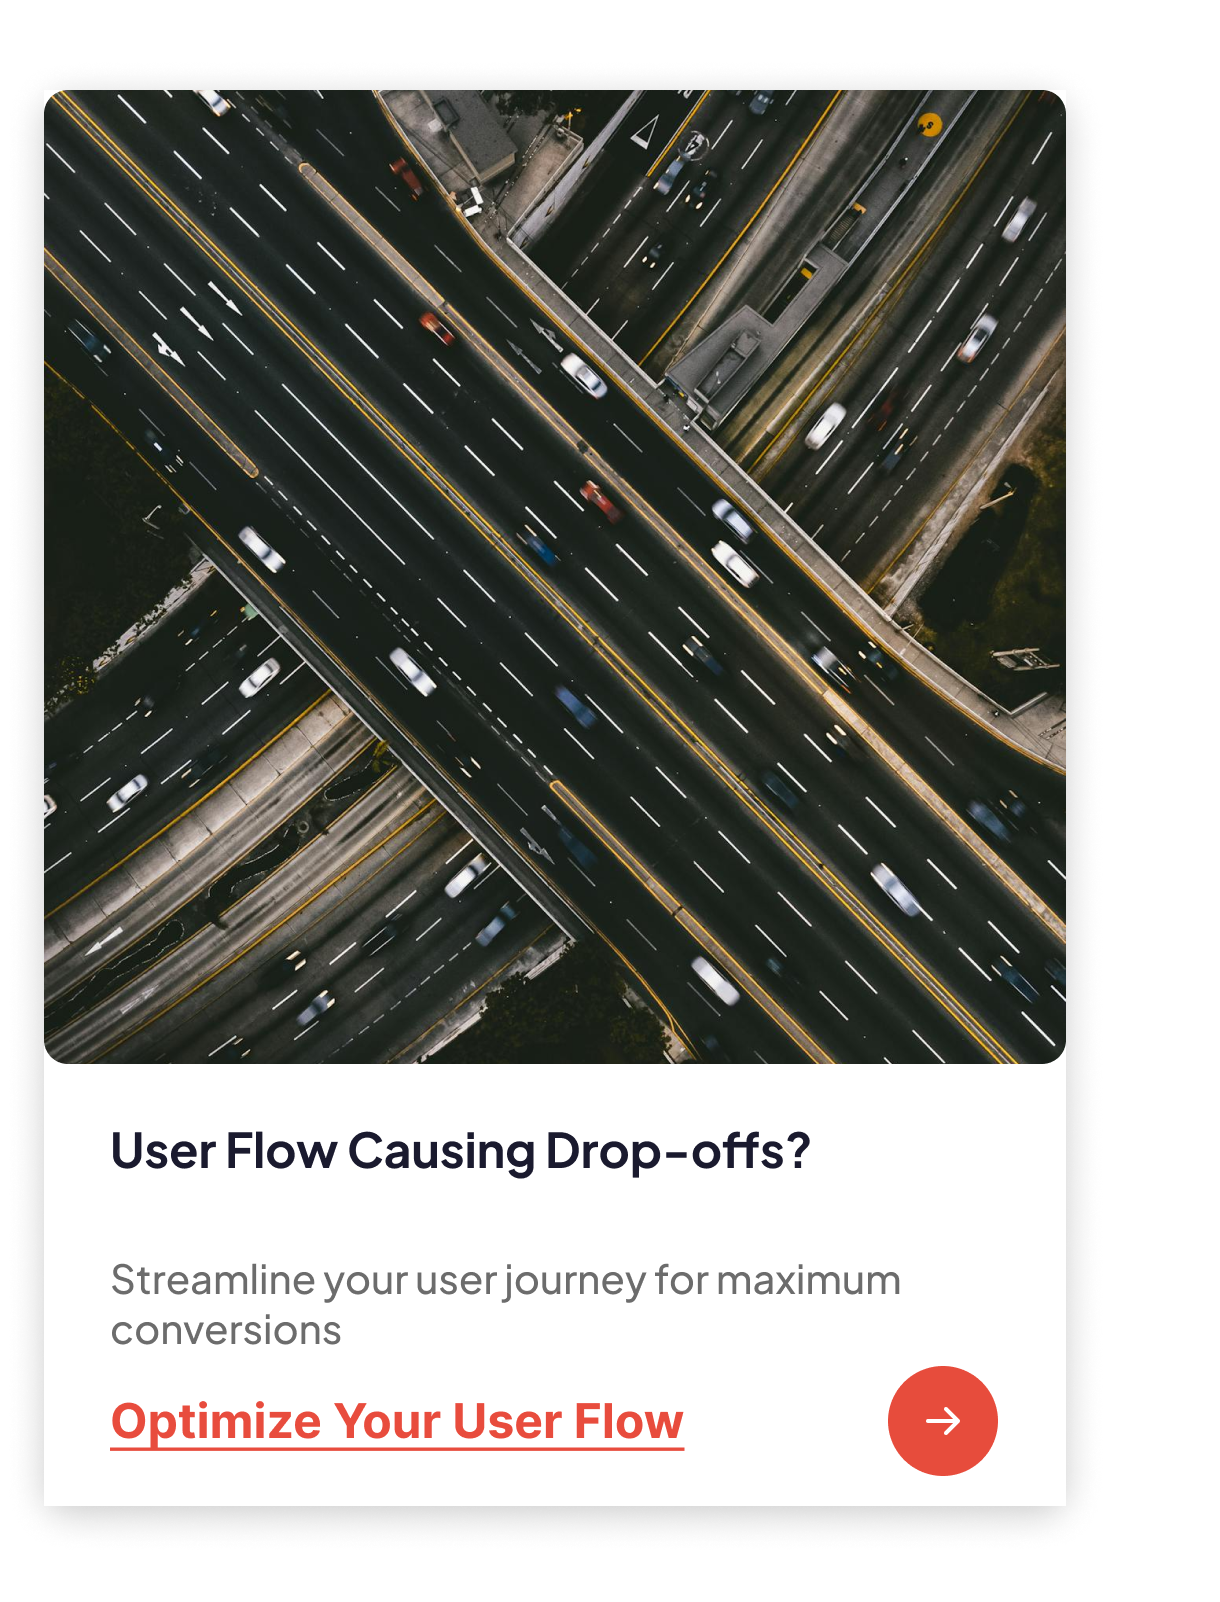 User Flow Causing Drop-offs?
Streamline your user journey for maximum
conversions
Optimize Your User Flow